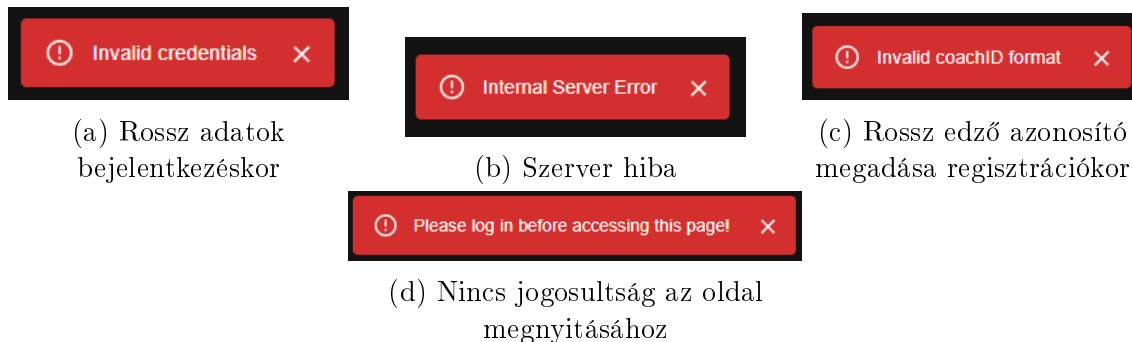 Invalid credentials
(a) Rossz adatok
bejelentkezéskor
Internal Server Error
(b) Szerver hiba
Invalid coachID format
(c) Rossz edző azonosító
megadása regisztrációkor
Please log in before accessing this page!
(d) Nincs jogosultság az oldal
megnyitásához